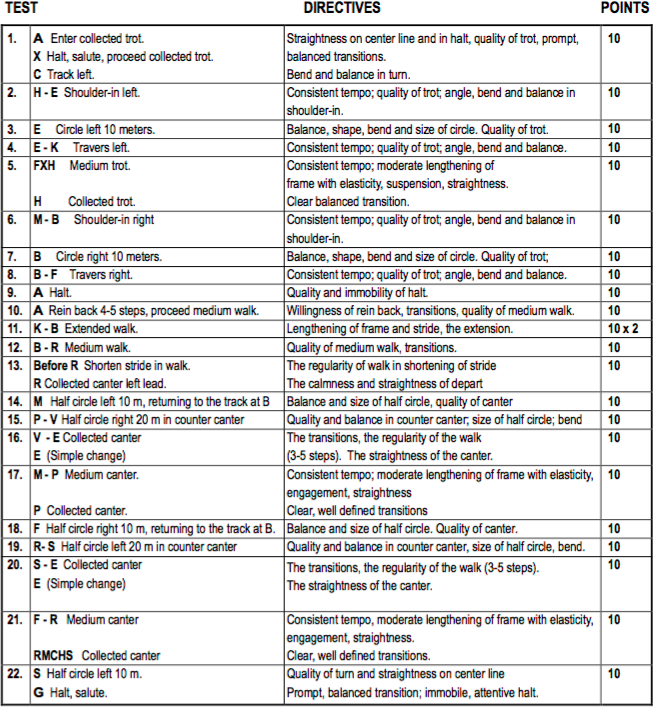 TEST DIRECTIVES POINTS
1. A Enter collected trot. Straightness on center line and in halt, quality of trot, prompt, 10
X Halt, salute, proceed collected trot. balanced transitions.
C Track left. Bend and balance in turn.
2. H - E Shoulder-in left. Consistent tempo; quality of trot; angle, bend and balance in 10
shoulder-in.
3. E Circle left 10 meters. Balance, shape, bend and size of circle. Quality of trot. 10
4. E - K Travers left. Consistent tempo; quality of trot; angle, bend and balance. 10
5. FXH Medium trot. Consistent tempo; moderate lengthening of 10
frame with elasticity, suspension, straightness.
H Collected trot. Clear balanced transition.
6. M - B Shoulder-in right Consistent tempo; quality of trot; angle, bend and balance in 10
shoulder-in.
7. B Circle right 10 meters. Balance, shape, bend and size of circle. Quality of trot; 10
8. B - F Travers right. Consistent tempo; quality of trot; angle, bend and balance. 10
9. A Halt. Quality and immobility of halt. 10
10. A Rein back 4-5 steps, proceed medium walk. Willingness of rein back, transitions, quality of medium walk. 10
11. K - B Extended walk. Lengthening of frame and stride, the extension. 10 x 2
12. B - R Medium walk. Quality of medium walk, transitions. 10
13. Before R Shorten stride in walk. The regularity of walk in shortening of stride 10
R Collected canter left lead. The calmness and straightness of depart
14. M Half circle left 10 m, returning to the track at B Balance and size of half circle, quality of canter 10
15. P - V Half circle right 20 m in counter canter Quality and balance in counter canter; size of half circle; bend 10
16. V - E Collected canter The transitions, the regularity of the walk 10
E (Simple change) (3-5 steps). The straightness of the canter.
17. M - P Medium canter. Consistent tempo; moderate lengthening of frame with elasticity, 10
engagement, straightness
P Collected canter. Clear, well defined transitions
18. F Half circle right 10 m, returning to the track at B. Balance and size of half circle. Quality of canter. 10
19. R- S Half circle left 20 m in counter canter Quality and balance in counter canter, size of half circle, bend. 10
20. S - E Collected canter The transitions, the regularity of the walk (3-5 steps). 10
E (Simple change) The straightness of the canter.
21. F - R Medium canter Consistent tempo, moderate lengthening of frame with elasticity, 10
engagement, straightness.
RMCHS Collected canter Clear, well defined transitions.
22. S Half circle left 10 m. Quality of turn and straightness on center line 10
G Halt, salute. Prompt, balanced transition; immobile, attentive halt.